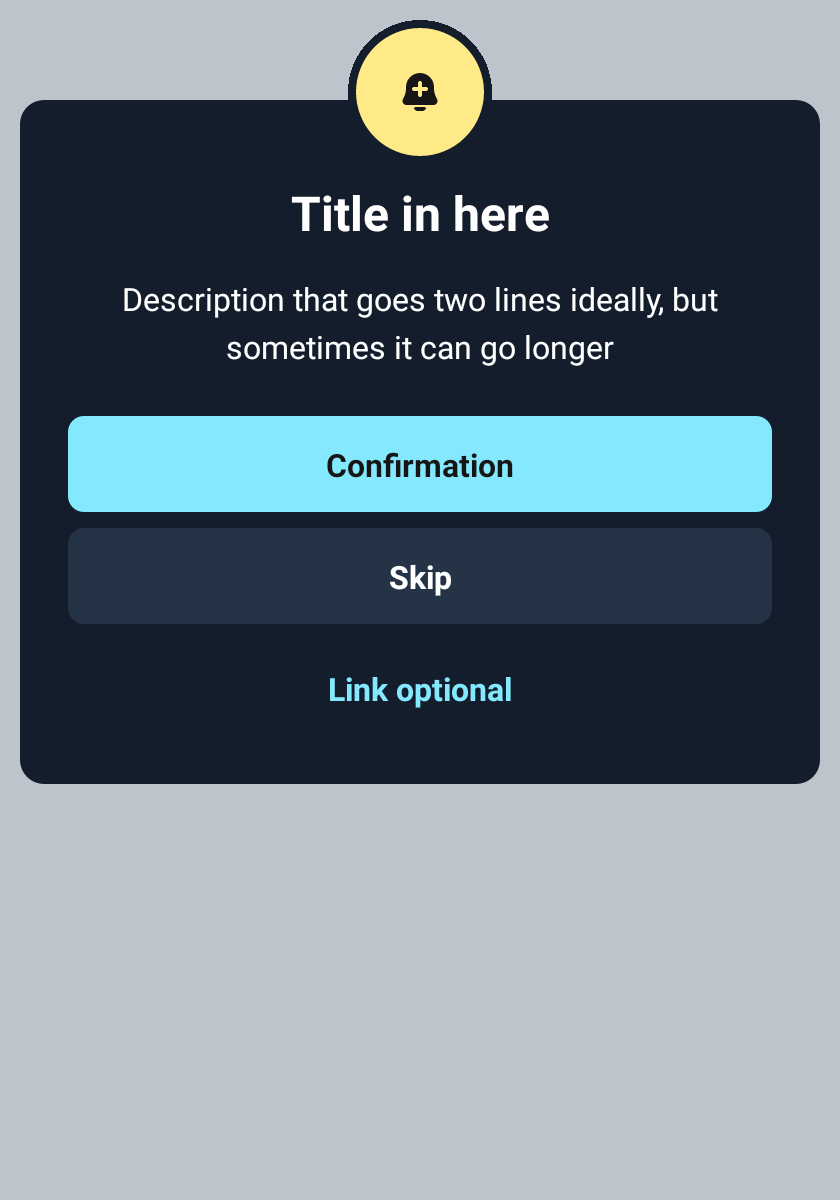 Title in here
Description that goes two lines ideally, but
sometimes it can go longer
Confirmation
Skip
Link optional